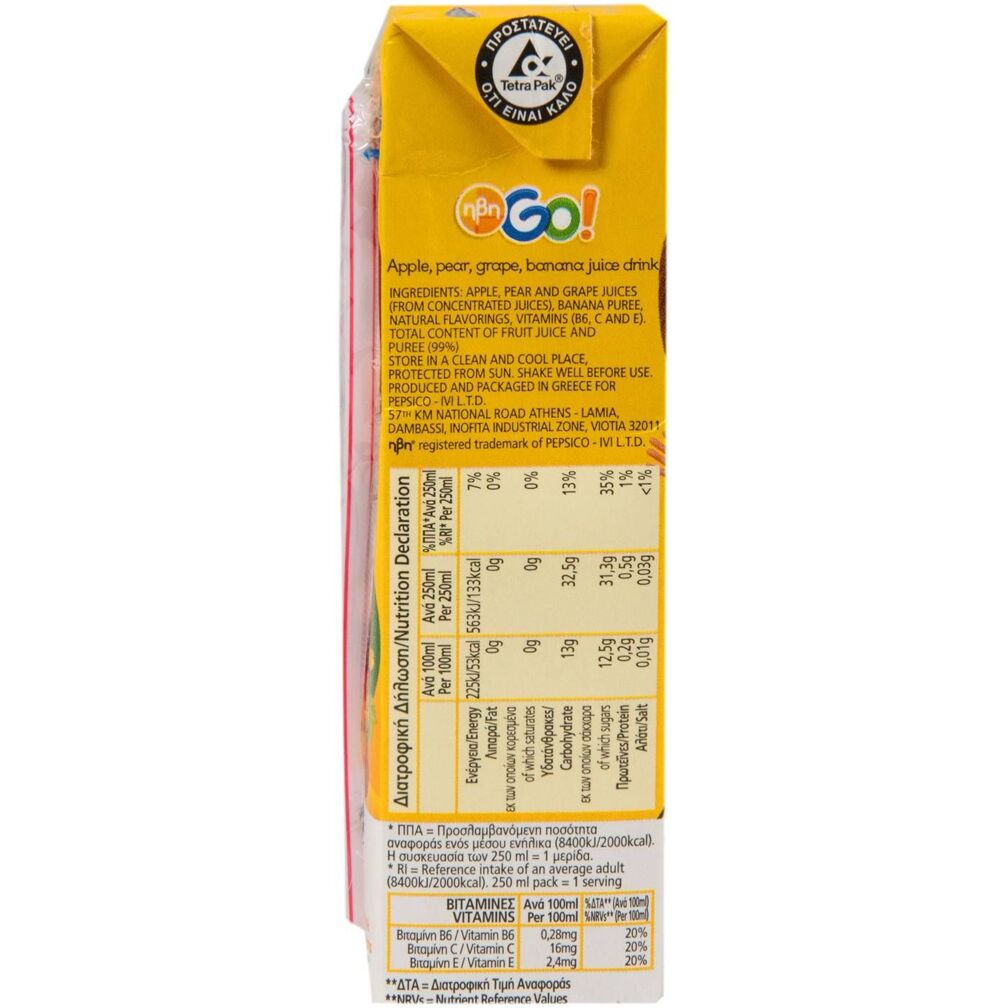 ΠΡΟΣΤΑΤΕΥΕΙ
Tetra Pak®
Ο,ΤΙ ΕΙΝΑΙ ΚΑΛΟ
ηβη GO!
Apple, pear, grape, banana juice drink
INGREDIENTS: APPLE, PEAR AND GRAPE JUICES
(FROM CONCENTRATED JUICES), BANANA PUREE,
NATURAL FLAVORINGS, VITAMINS (B6, C AND E).
TOTAL CONTENT OF FRUIT JUICE AND
PUREE (99%)
STORE IN A CLEAN AND COOL PLACE,
PROTECTED FROM SUN. SHAKE WELL BEFORE USE.
PRODUCED AND PACKAGED IN GREECE FOR
PEPSICO - IVI L.T.D.
57TH KM NATIONAL ROAD ATHENS - LAMIA,
DAMBASSI, INOFITA INDUSTRIAL ZONE, VIOTIA 32011
ηβη® registered trademark of PEPSICO - IVI L.T.D.
Διατροφική Δήλωση/Nutrition Declaration
Ανά 100ml Ανά 250ml %ΠΠΑ*Ανά 250ml
Per 100ml Per 250ml %RI* Per 250ml
Ενέργεια/Energy 225kJ/53kcal 563kJ/133kcal 7%
Λιπαρά/Fat 0g 0g 0%
εκ των οποίων κορεσμένα
of which saturates 0g 0g 0%
Υδατάνθρακες/
Carbohydrate 13g 32,5g 13%
εκ των οποίων σάκχαρα
of which sugars 12,5g 31,3g 35%
Πρωτεΐνες/Protein 0,2g 0,5g 1%
Αλάτι/Salt 0,01g 0,03g <1%
* ΠΠΑ = Προσλαμβανόμενη ποσότητα
αναφοράς ενός μέσου ενήλικα (8400kJ/2000kcal).
Η συσκευασία των 250 ml = 1 μερίδα.
* RI = Reference intake of an average adult
(8400kJ/2000kcal). 250 ml pack = 1 serving
ΒΙΤΑΜΙΝΕΣ Ανά 100ml %ΔΤΑ** (Ανά 100ml)
VITAMINS Per 100ml %NRVs** (Per 100ml)
Βιταμίνη Β6 / Vitamin B6 0,28mg 20%
Βιταμίνη C / Vitamin C 16mg 20%
Βιταμίνη Ε / Vitamin E 2,4mg 20%
**ΔΤΑ = Διατροφική Τιμή Αναφοράς
**NRVs = Nutrient Reference Values